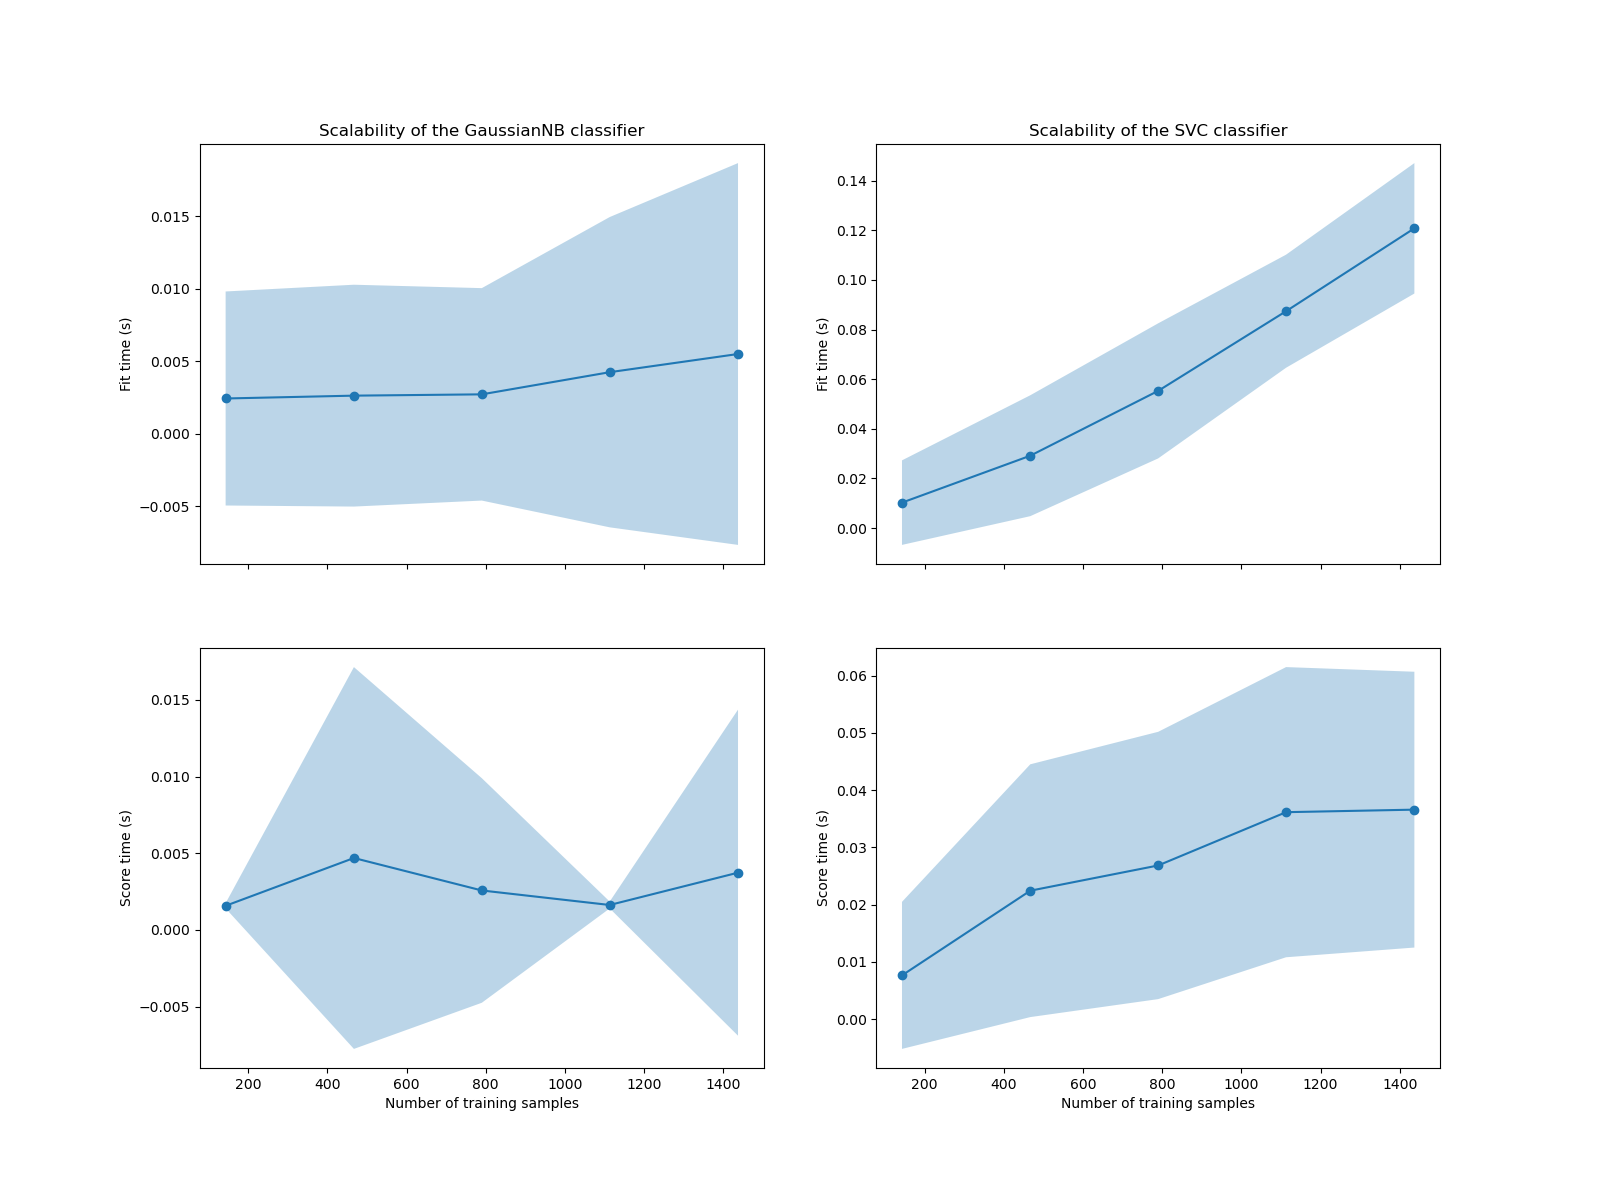 Scalability of the GaussianNB classifier
Fit time (s)
0.015
0.010
0.005
0.000
−0.005
Scalability of the SVC classifier
Fit time (s)
0.14
0.12
0.10
0.08
0.06
0.04
0.02
0.00
Score time (s)
0.015
0.010
0.005
0.000
−0.005
200 400 600 800 1000 1200 1400
Number of training samples
Score time (s)
0.06
0.05
0.04
0.03
0.02
0.01
0.00
200 400 600 800 1000 1200 1400
Number of training samples